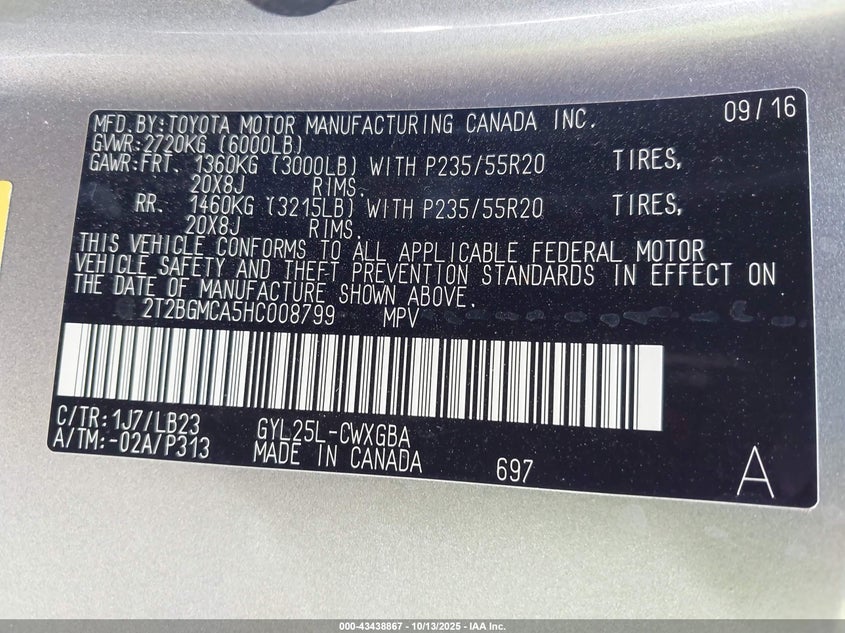 MFD.BY:TOYOTA MOTOR MANUFACTURING CANADA INC. 09/16
GVWR:2720KG (6000LB)
GAWR:FRT. 1360KG (3000LB) WITH P235/55R20 TIRES,
20X8J RIMS.
RR. 1460KG (3215LB) WITH P235/55R20 TIRES,
20X8J RIMS.
THIS VEHICLE CONFORMS TO ALL APPLICABLE FEDERAL MOTOR
VEHICLE SAFETY AND THEFT PREVENTION STANDARDS IN EFFECT ON
THE DATE OF MANUFACTURE SHOWN ABOVE.
2T2BGMCA5HC008799 MPV
C/TR:1J7/LB23 GYL25L-CWXGBA
A/TM:-02A/P313 MADE IN CANADA 697 A
000-43438867 - 10/13/2025 - IAA Inc.